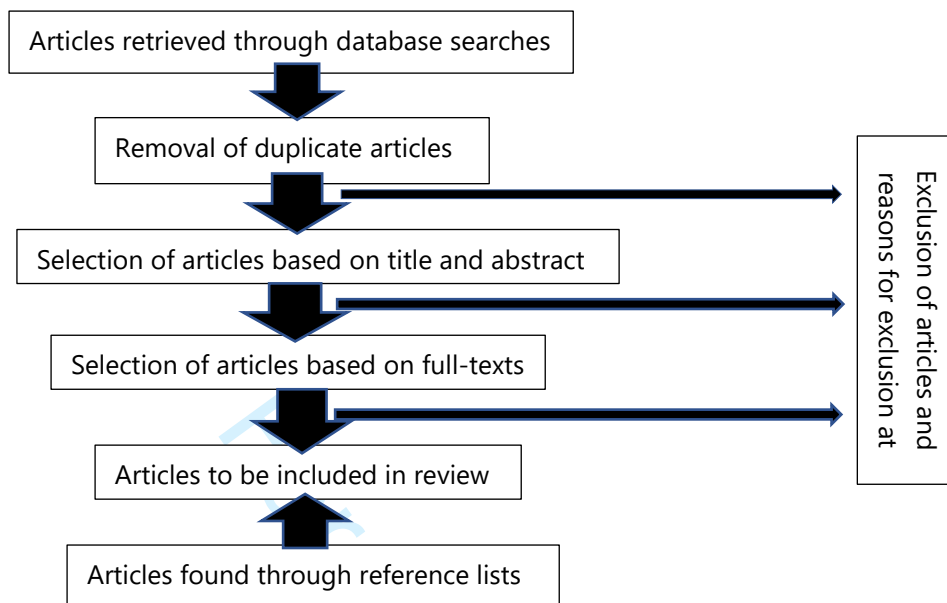 Articles retrieved through database searches
Removal of duplicate articles
Selection of articles based on title and abstract
Selection of articles based on full-texts
Articles to be included in review
Articles found through reference lists
Exclusion of articles and
reasons for exclusion at